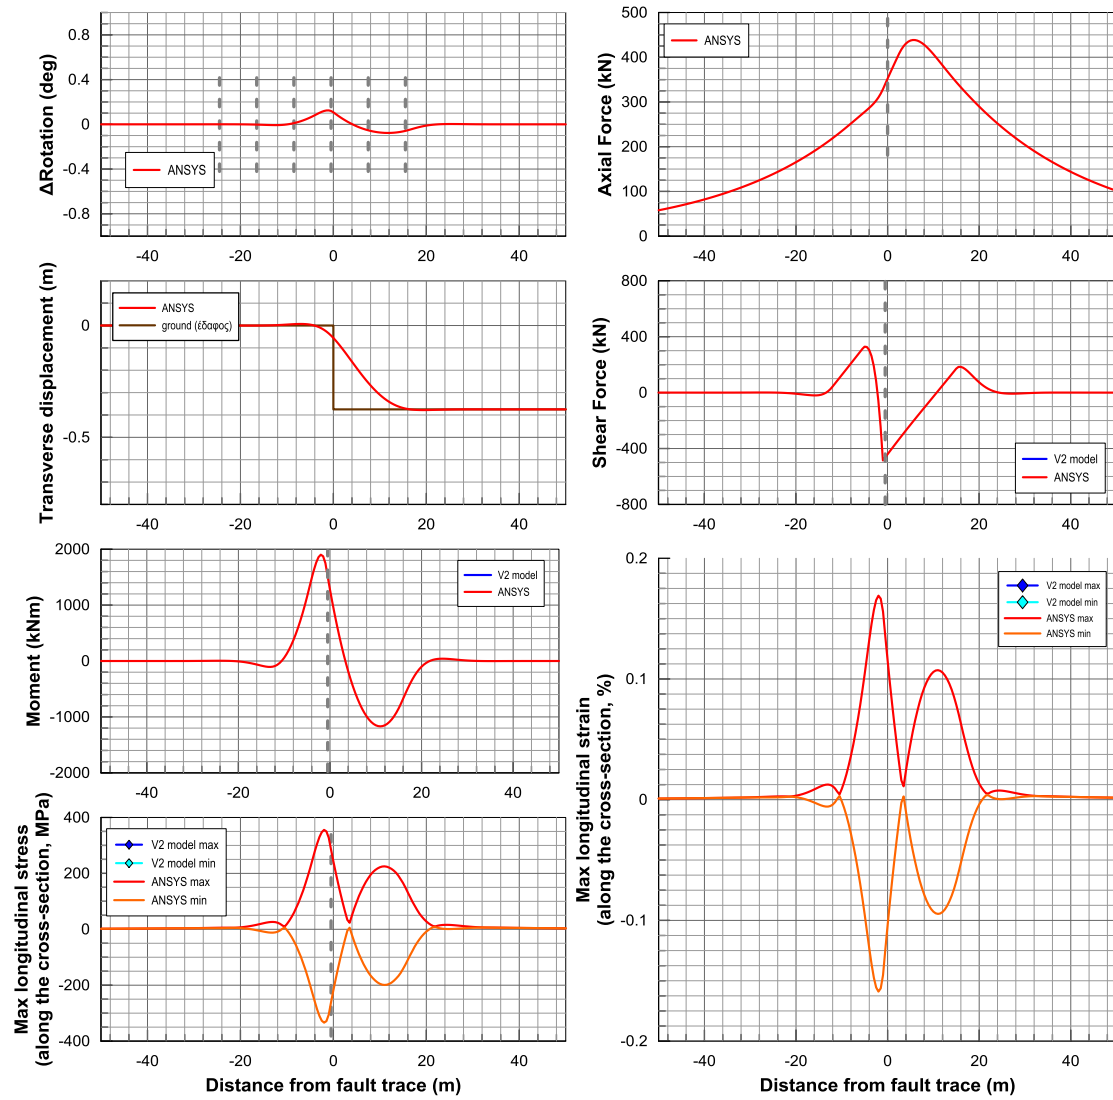 0.8
0.4
0
-0.4
-0.8
ΔRotation (deg)
ANSYS
-40
-20
0
20
40
500
400
300
200
100
0
Axial Force (kN)
ANSYS
-40
-20
0
20
40
0
-0.5
Transverse displacement (m)
ANSYS
ground (έδαφος)
-40
-20
0
20
40
800
400
0
-400
-800
Shear Force (kN)
V2 model
ANSYS
-40
-20
0
20
40
2000
1000
0
-1000
-2000
Moment (kNm)
V2 model
ANSYS
-40
-20
0
20
40
400
200
0
-200
-400
Max longitudinal stress
(along the cross-section, MPa)
V2 model max
V2 model min
ANSYS max
ANSYS min
-40
-20
0
20
40
Distance from fault trace (m)
0.2
0.1
0
-0.1
-0.2
Max longitudinal strain
(along the cross-section, %)
V2 model max
V2 model min
ANSYS max
ANSYS min
-40
-20
0
20
40
Distance from fault trace (m)